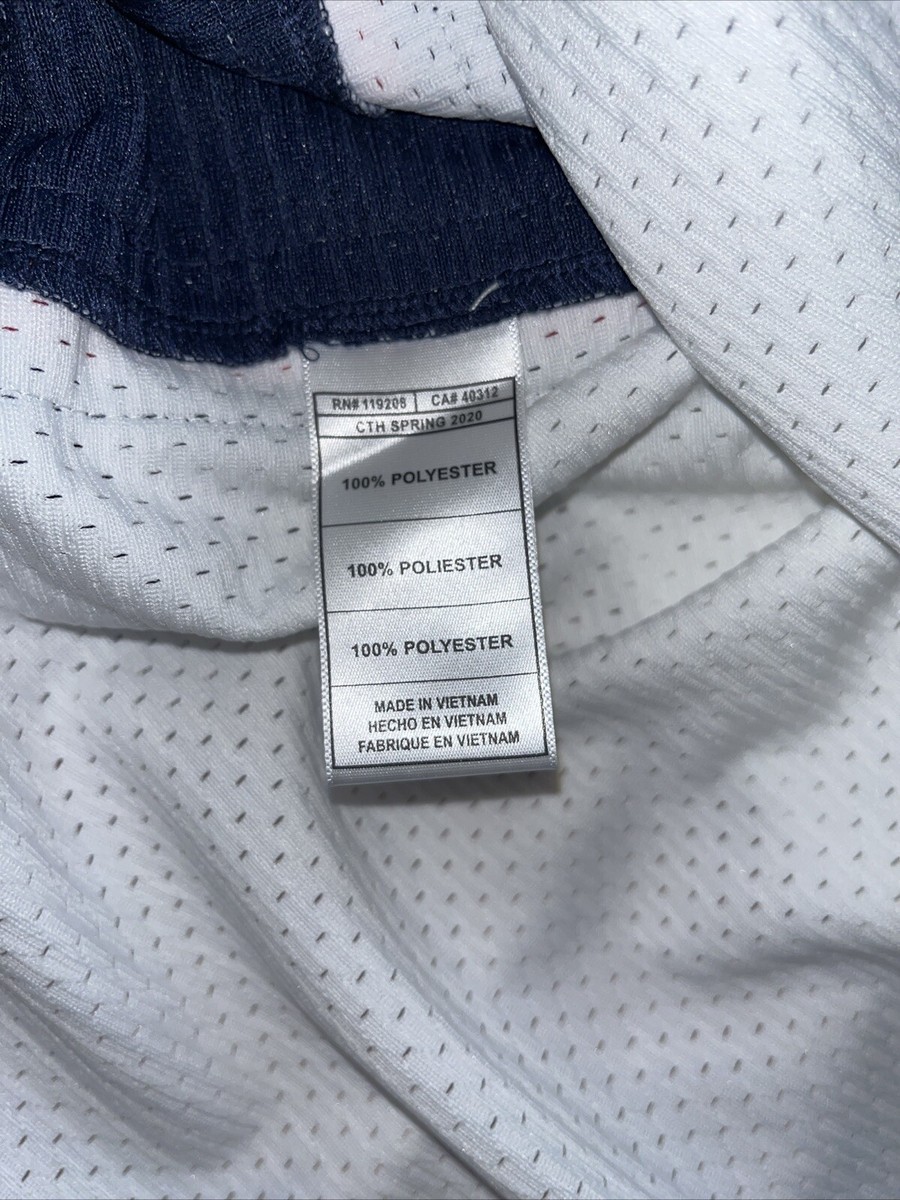 RN# 119208 CA# 40312
CTH SPRING 2020
100% POLYESTER
100% POLIESTER
100% POLYESTER
MADE IN VIETNAM
HECHO EN VIETNAM
FABRIQUE EN VIETNAM